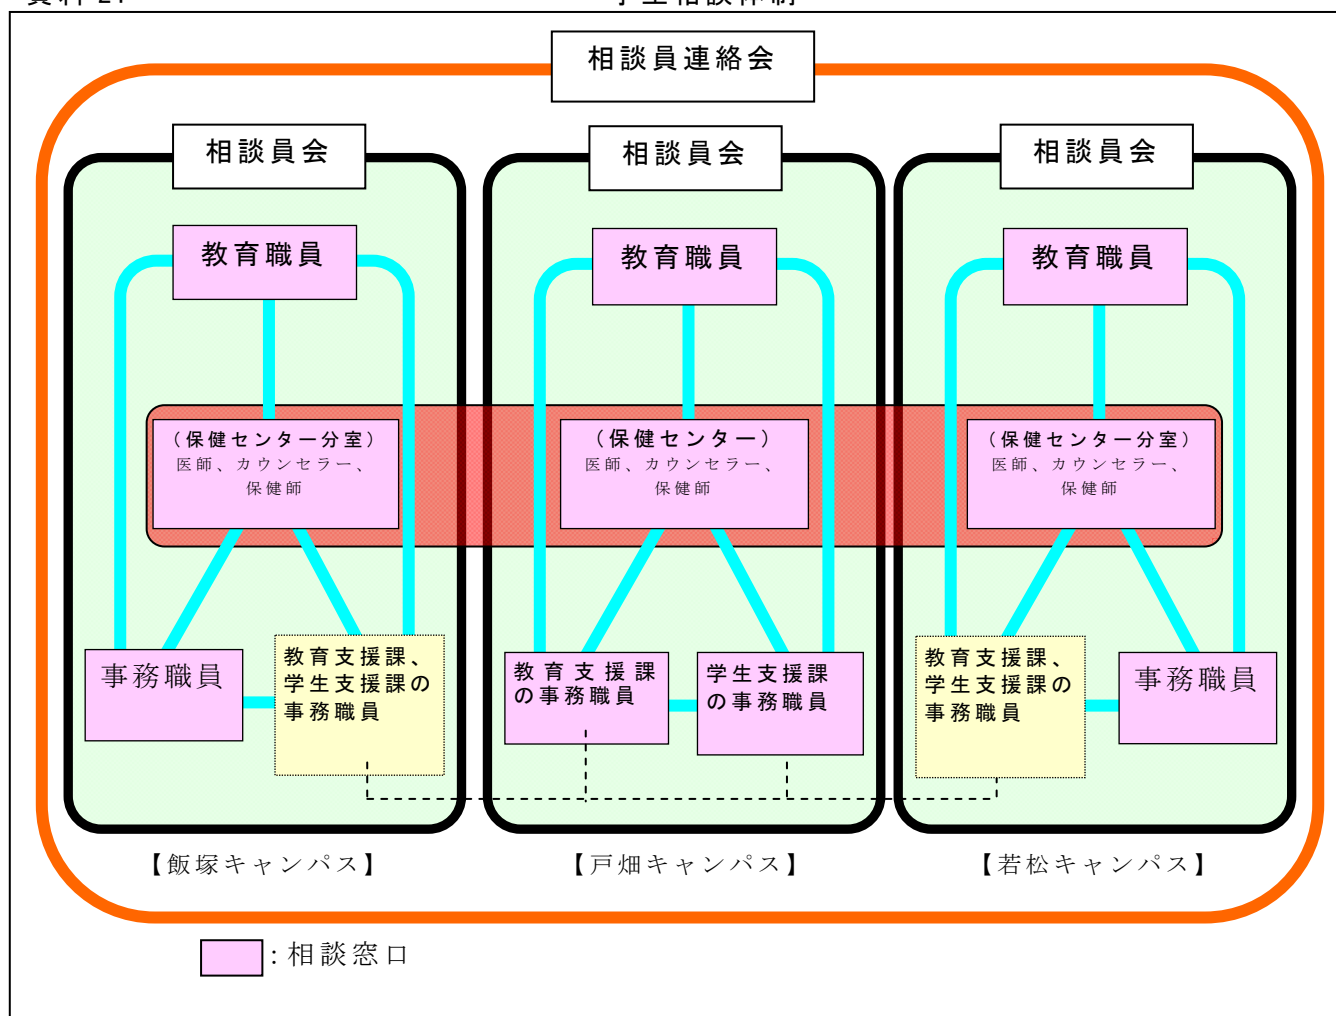 相談員連絡会
相談員会
教育職員
（保健センター分室）
医師、カウンセラー、
保健師
事務職員
教育支援課、
学生支援課の
事務職員
【飯塚キャンパス】
相談員会
教育職員
（保健センター）
医師、カウンセラー、
保健師
教育支援課
の事務職員
学生支援課
の事務職員
【戸畑キャンパス】
相談員会
教育職員
（保健センター分室）
医師、カウンセラー、
保健師
教育支援課、
学生支援課の
事務職員
事務職員
【若松キャンパス】
：相談窓口